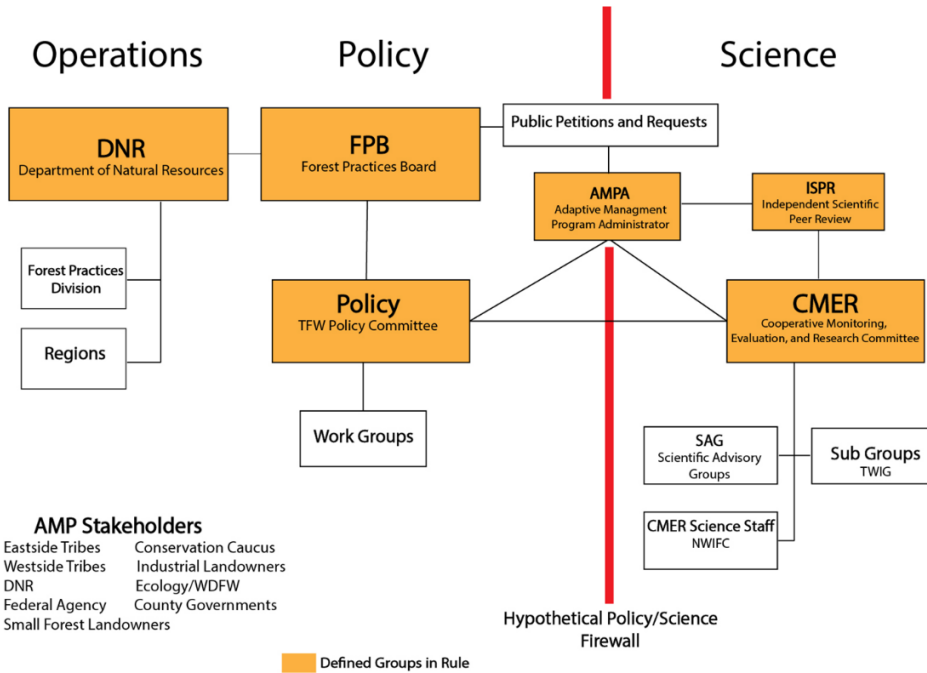 Operations
Policy
Science
DNR
Department of Natural Resources
FPB
Forest Practices Board
Public Petitions and Requests
AMPA
Adaptive Managment
Program Administrator
ISPR
Independent Scientific
Peer Review
Forest Practices
Division
Regions
Policy
TFW Policy Committee
CMER
Cooperative Monitoring,
Evaluation, and Research Committee
Work Groups
SAG
Scientific Advisory
Groups
Sub Groups
TWIG
CMER Science Staff
NWIFC
AMP Stakeholders
Eastside Tribes Conservation Caucus
Westside Tribes Industrial Landowners
DNR Ecology/WDFW
Federal Agency County Governments
Small Forest Landowners
Hypothetical Policy/Science
Firewall
Defined Groups in Rule